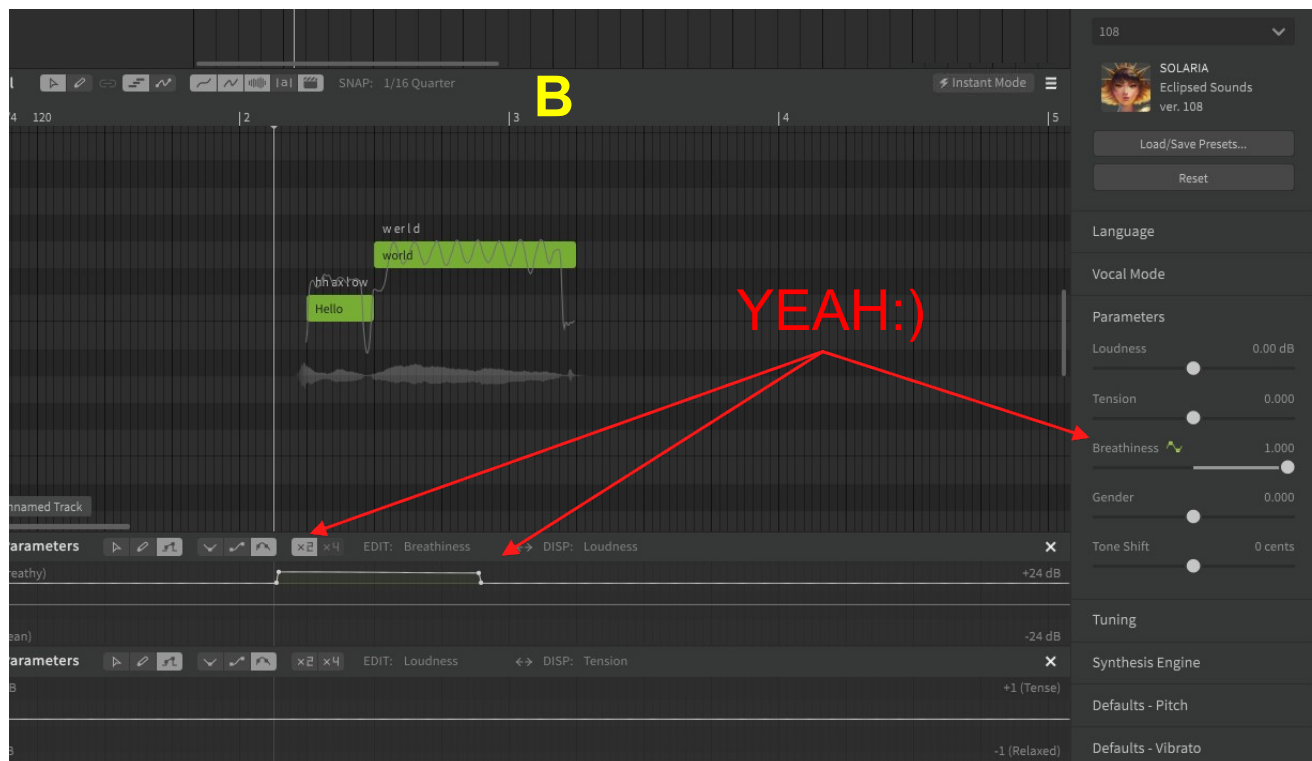 108
SOLARIA
Eclipsed Sounds
ver. 108
Load/Save Presets...
Reset
l |a| SNAP: 1/16 Quarter
B
Instant Mode
4 120 |2 |3 |4 |5
w er l d
world
Hello
YEAH:)
nnamed Track
Language
Vocal Mode
Parameters
Loudness 0.00 dB
Tension 0.000
Breathiness 1.000
Gender 0.000
Tone Shift 0 cents
Tuning
Synthesis Engine
Defaults - Pitch
Defaults - Vibrato
arameters ×2 ×4 EDIT: Breathiness DISP: Loudness ×
reathy) +24 dB
ean) -24 dB
arameters ×2 ×4 EDIT: Loudness DISP: Tension ×
B +1 (Tense)
B -1 (Relaxed)